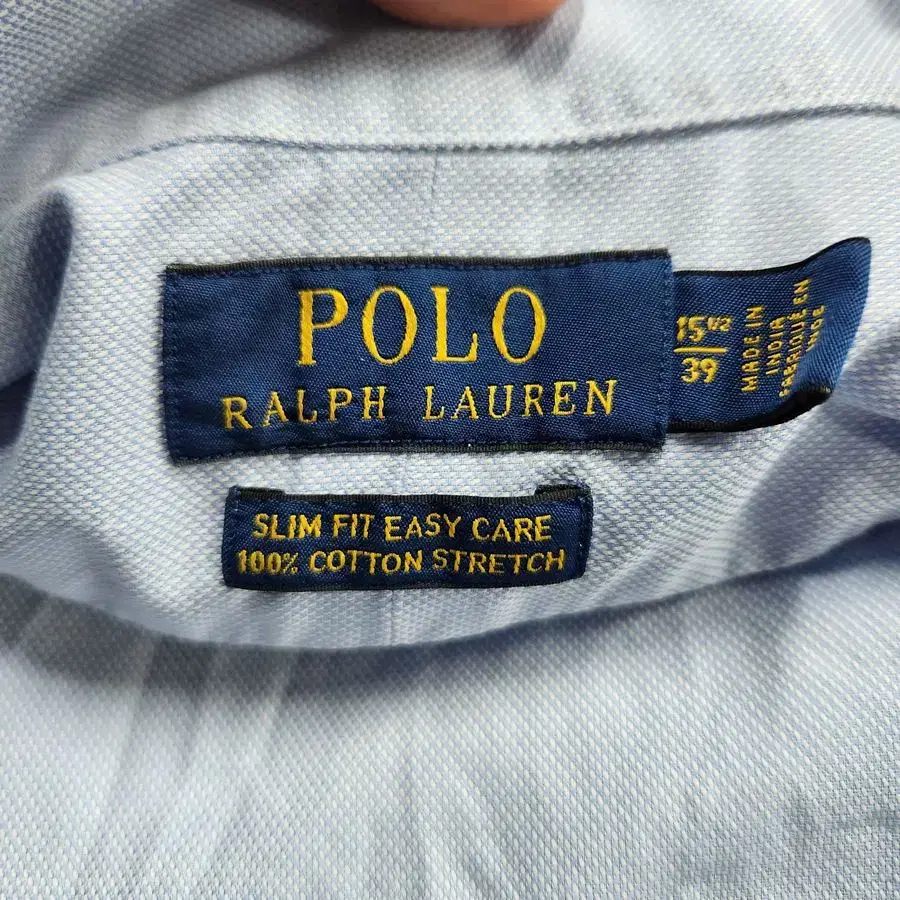 POLO
RALPH LAUREN
15 1/2
39
MADE IN
INDIA
FABRIQUÉ EN
SLIM FIT EASY CARE
100% COTTON STRETCH